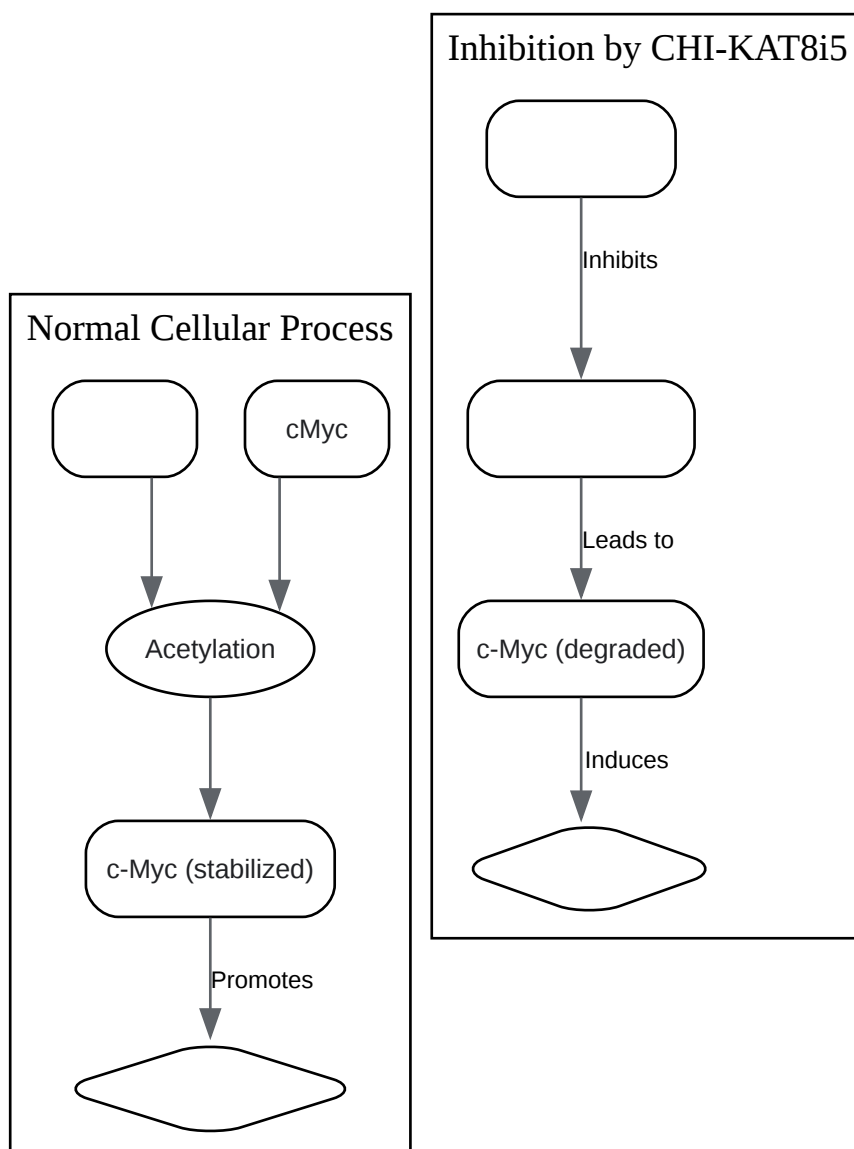 Inhibition by CHI-KAT8i5
Inhibits
Normal Cellular Process
cMyc
Leads to
Acetylation
c-Myc (degraded)
Induces
c-Myc (stabilized)
Promotes